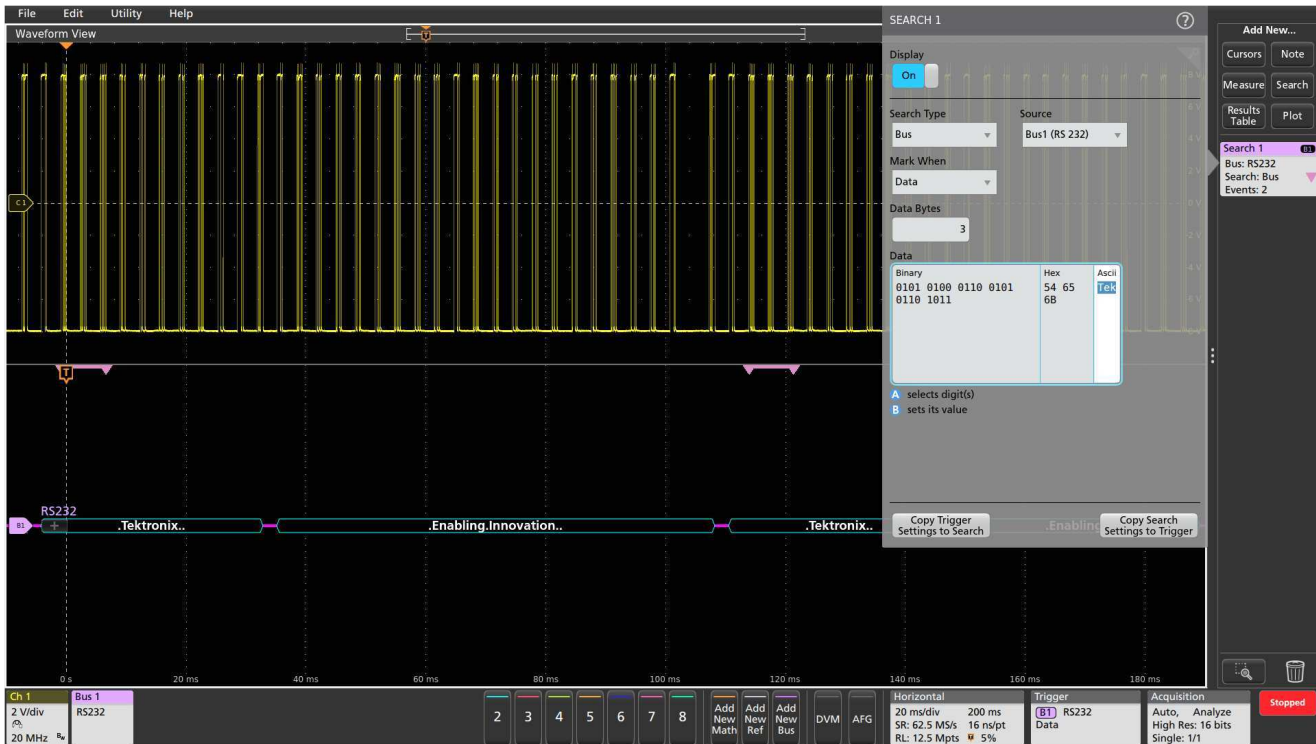 File Edit Utility Help
Waveform View
T
C1
T
RS232
B1 + .Tektronix.. .Enabling.Innovation.. .Tektronix.. .Enabling
0 s 20 ms 40 ms 60 ms 80 ms 100 ms 120 ms 140 ms 160 ms 180 ms
SEARCH 1 ?
Display
On
Search Type Source
Bus Bus1 (RS 232)
Mark When
Data
Data Bytes
3
Data
Binary Hex Ascii
0101 0100 0110 0101 54 65 Tek
0110 1011 6B
A selects digit(s)
B sets its value
Copy Trigger Copy Search
Settings to Search Settings to Trigger
Add New...
Cursors Note
Measure Search
Results
Table Plot
Search 1 B1
Bus: RS232
Search: Bus
Events: 2
Ch 1
2 V/div
20 MHz Bw
Bus 1
RS232
2 3 4 5 6 7 8
Add New Math
Add New Ref
Add New Bus
DVM AFG
Horizontal
20 ms/div 200 ms
SR: 62.5 MS/s 16 ns/pt
RL: 12.5 Mpts 5%
Trigger
B1 RS232
Data
Acquisition
Auto, Analyze
High Res: 16 bits
Single: 1/1
Stopped